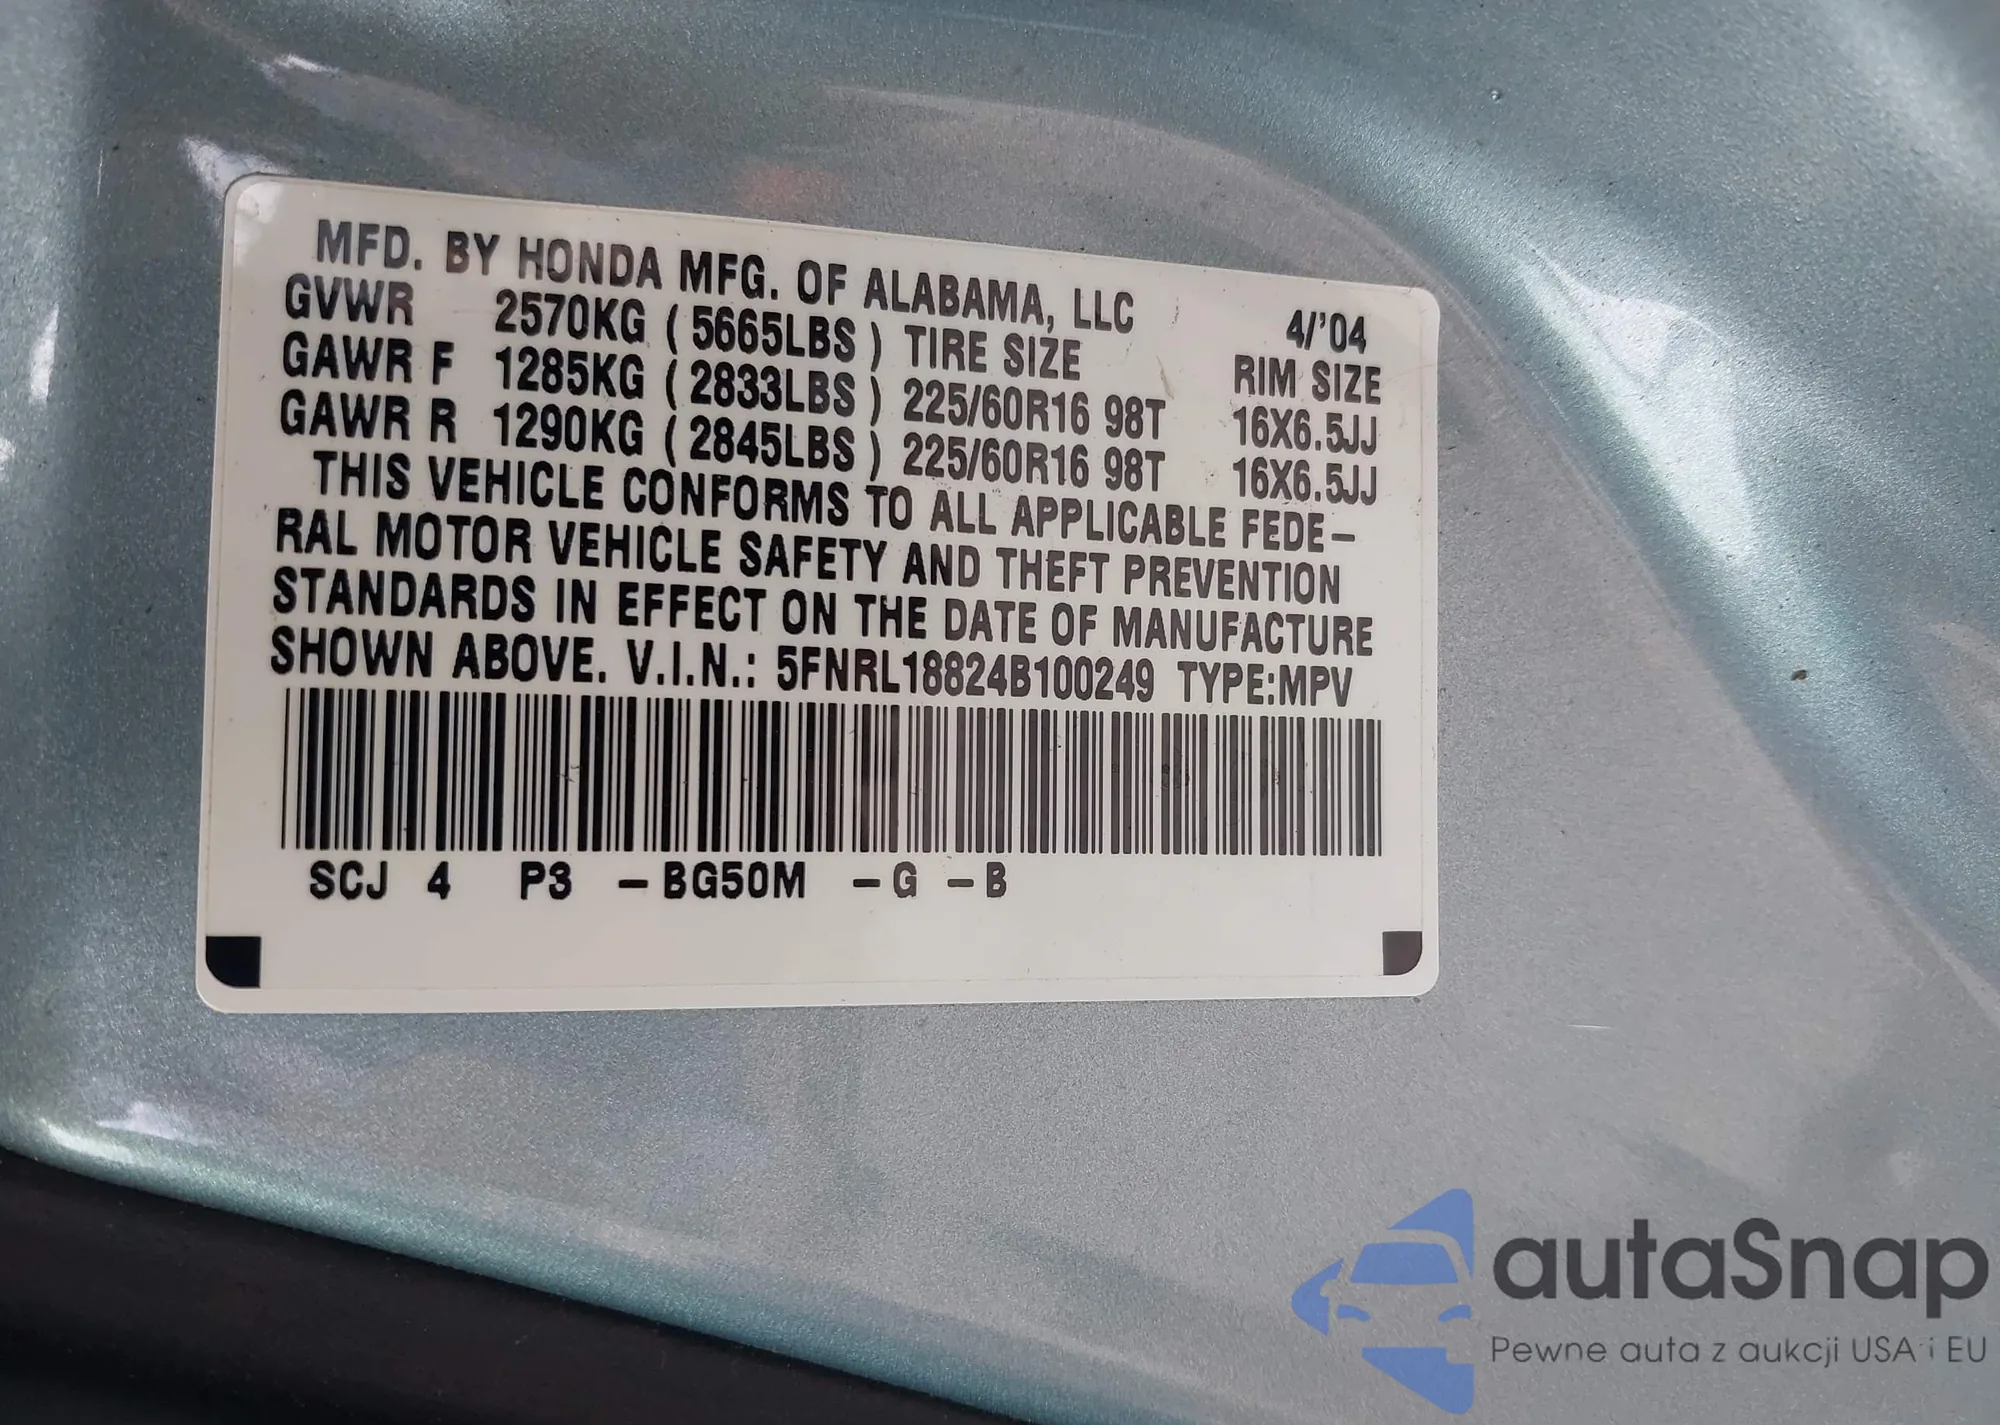 MFD. BY HONDA MFG. OF ALABAMA, LLC 4/'04
GVWR 2570KG ( 5665LBS ) TIRE SIZE RIM SIZE
GAWR F 1285KG ( 2833LBS ) 225/60R16 98T 16X6.5JJ
GAWR R 1290KG ( 2845LBS ) 225/60R16 98T 16X6.5JJ
THIS VEHICLE CONFORMS TO ALL APPLICABLE FEDE-
RAL MOTOR VEHICLE SAFETY AND THEFT PREVENTION
STANDARDS IN EFFECT ON THE DATE OF MANUFACTURE
SHOWN ABOVE. V.I.N.: 5FNRL18824B100249 TYPE:MPV
SCJ 4 P3 -BG50M -G -B
autaSnap
Pewne auta z aukcji USA i EU